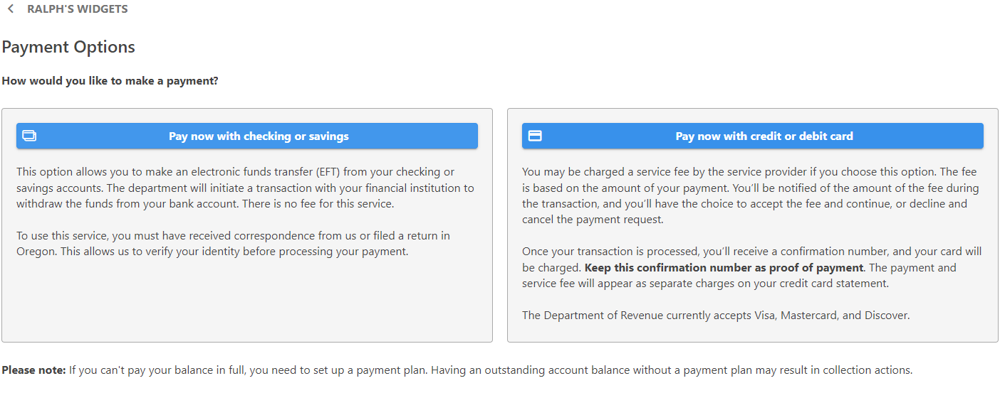 RALPH'S WIDGETS
Payment Options
How would you like to make a payment?
Pay now with checking or savings
This option allows you to make an electronic funds transfer (EFT) from your checking or
savings accounts. The department will initiate a transaction with your financial institution to
withdraw the funds from your bank account. There is no fee for this service.
To use this service, you must have received correspondence from us or filed a return in
Oregon. This allows us to verify your identity before processing your payment.
Pay now with credit or debit card
You may be charged a service fee by the service provider if you choose this option. The fee
is based on the amount of your payment. You’ll be notified of the amount of the fee during
the transaction, and you’ll have the choice to accept the fee and continue, or decline and
cancel the payment request.
Once your transaction is processed, you’ll receive a confirmation number, and your card will
be charged. Keep this confirmation number as proof of payment. The payment and
service fee will appear as separate charges on your credit card statement.
The Department of Revenue currently accepts Visa, Mastercard, and Discover.
Please note: If you can't pay your balance in full, you need to set up a payment plan. Having an outstanding account balance without a payment plan may result in collection actions.